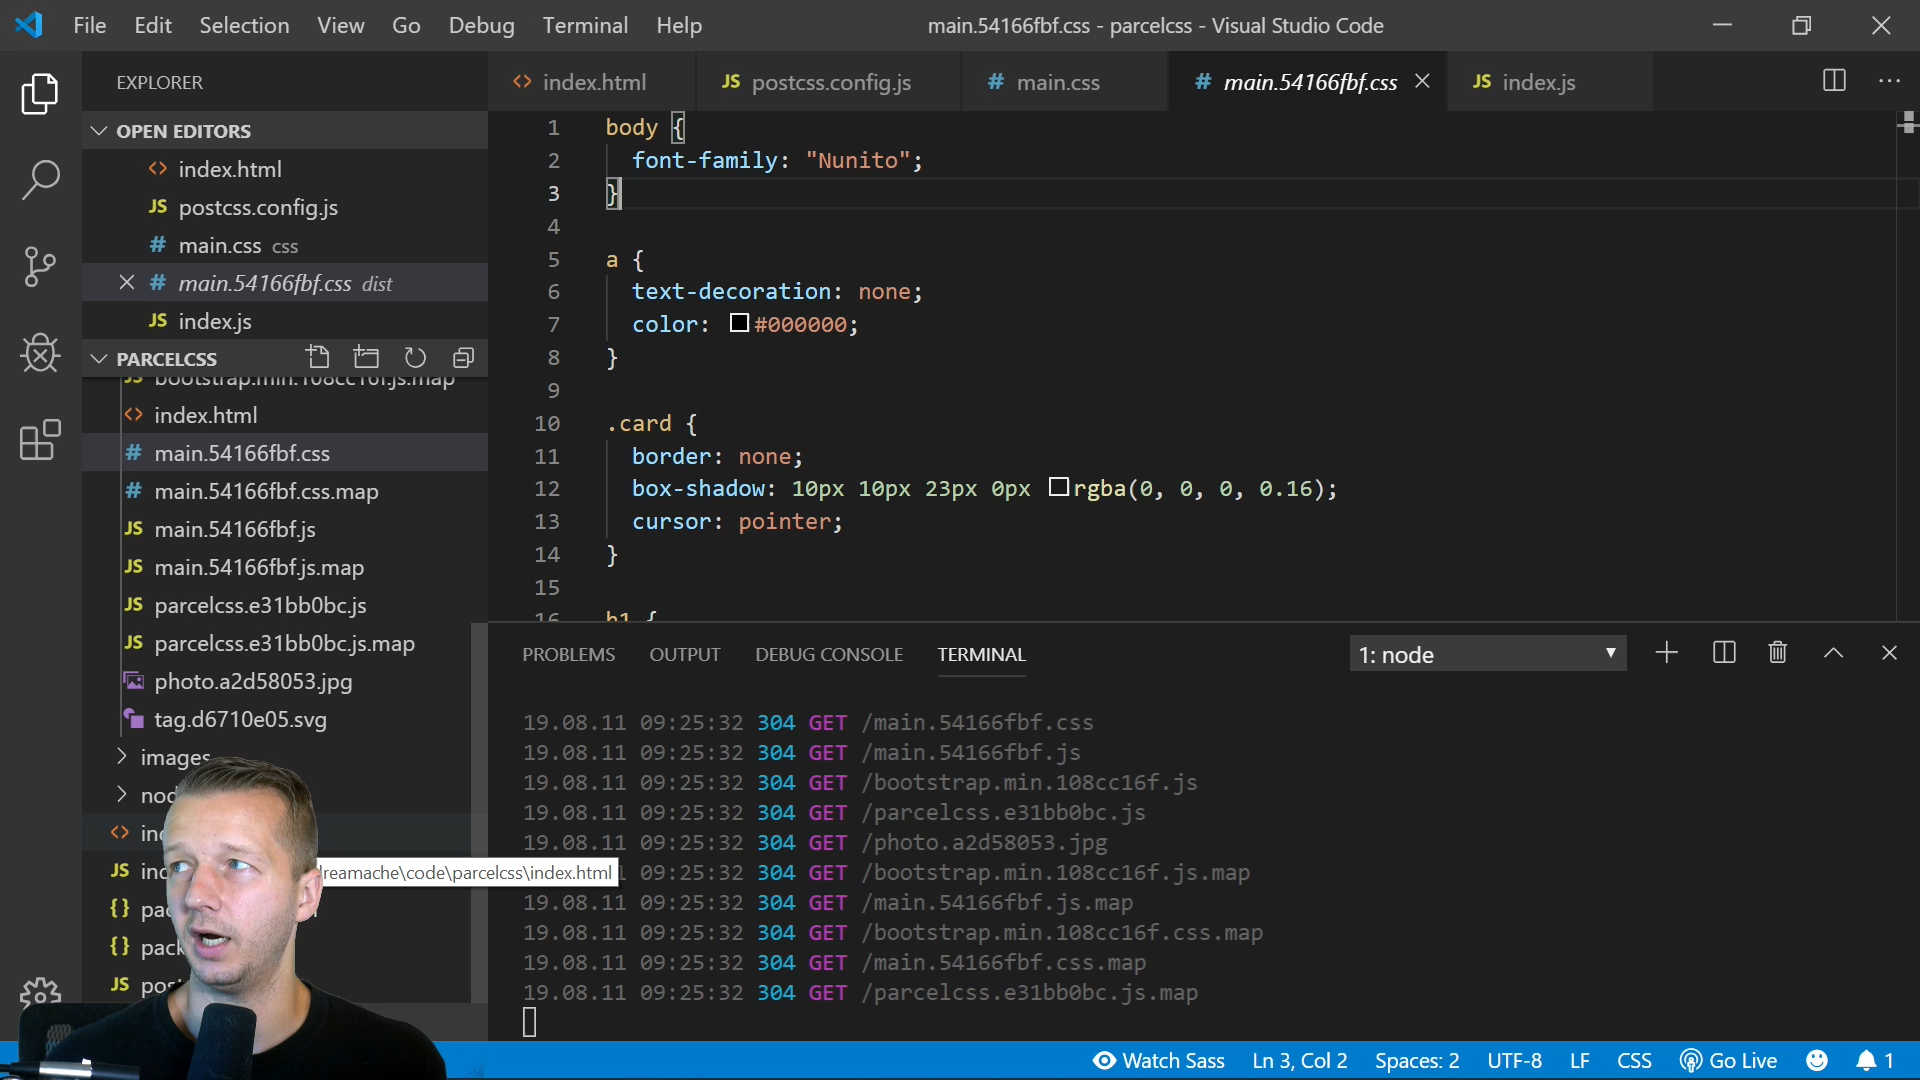 File Edit Selection View Go Debug Terminal Help
main.54166fbf.css - parcelcss - Visual Studio Code
EXPLORER
OPEN EDITORS
index.html
JS postcss.config.js
# main.css css
# main.54166fbf.css dist
JS index.js
PARCELCSS
bootstrap.min.108cc16f.js.map
index.html
# main.54166fbf.css
# main.54166fbf.css.map
JS main.54166fbf.js
JS main.54166fbf.js.map
JS parcelcss.e31bb0bc.js
JS parcelcss.e31bb0bc.js.map
photo.a2d58053.jpg
tag.d6710e05.svg
images
JS
{}
{}
JS
reamache\code\parcelcss\index.html
index.html
JS postcss.config.js
# main.css
# main.54166fbf.css
JS index.js
1 body {
2 font-family: "Nunito";
3 }
4
5 a {
6 text-decoration: none;
7 color: #000000;
8 }
9
10 .card {
11 border: none;
12 box-shadow: 10px 10px 23px 0px rgba(0, 0, 0, 0.16);
13 cursor: pointer;
14 }
15
16 h1 {
PROBLEMS OUTPUT DEBUG CONSOLE TERMINAL
1: node
19.08.11 09:25:32 304 GET /main.54166fbf.css
19.08.11 09:25:32 304 GET /main.54166fbf.js
19.08.11 09:25:32 304 GET /bootstrap.min.108cc16f.js
19.08.11 09:25:32 304 GET /parcelcss.e31bb0bc.js
19.08.11 09:25:32 304 GET /photo.a2d58053.jpg
09:25:32 304 GET /bootstrap.min.108cc16f.js.map
19.08.11 09:25:32 304 GET /main.54166fbf.js.map
19.08.11 09:25:32 304 GET /bootstrap.min.108cc16f.css.map
19.08.11 09:25:32 304 GET /main.54166fbf.css.map
19.08.11 09:25:32 304 GET /parcelcss.e31bb0bc.js.map
Watch Sass Ln 3, Col 2 Spaces: 2 UTF-8 LF CSS Go Live 1